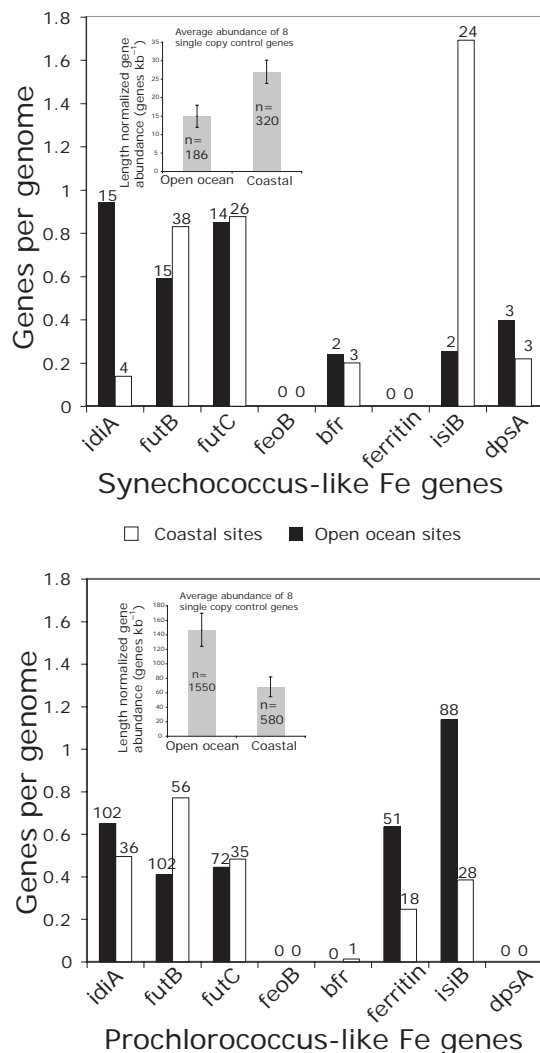 1.8
1.6
1.4
1.2
1
0.8
0.6
0.4
0.2
0
Genes per genome
Average abundance of 8
single copy control genes
Length normalized gene
abundance (genes kb⁻¹)
35
30
25
20
15
10
5
0
n=
186
n=
320
Open ocean Coastal
15 4
15 38
14 26
0 0
2 3
0 0
2 24
3 3
idiA futB futC feoB bfr ferritin isiB dpsA
Synechococcus-like Fe genes
Coastal sites Open ocean sites
1.8
1.6
1.4
1.2
1
0.8
0.6
0.4
0.2
0
Genes per genome
Average abundance of 8
single copy control genes
Length normalized gene
abundance (genes kb⁻¹)
180
160
140
120
100
80
60
40
20
0
n=
1550
n=
580
Open ocean Coastal
102 36
102 56
72 35
0 0
0 1
51 18
88 28
0 0
idiA futB futC feoB bfr ferritin isiB dpsA
Prochlorococcus-like Fe genes